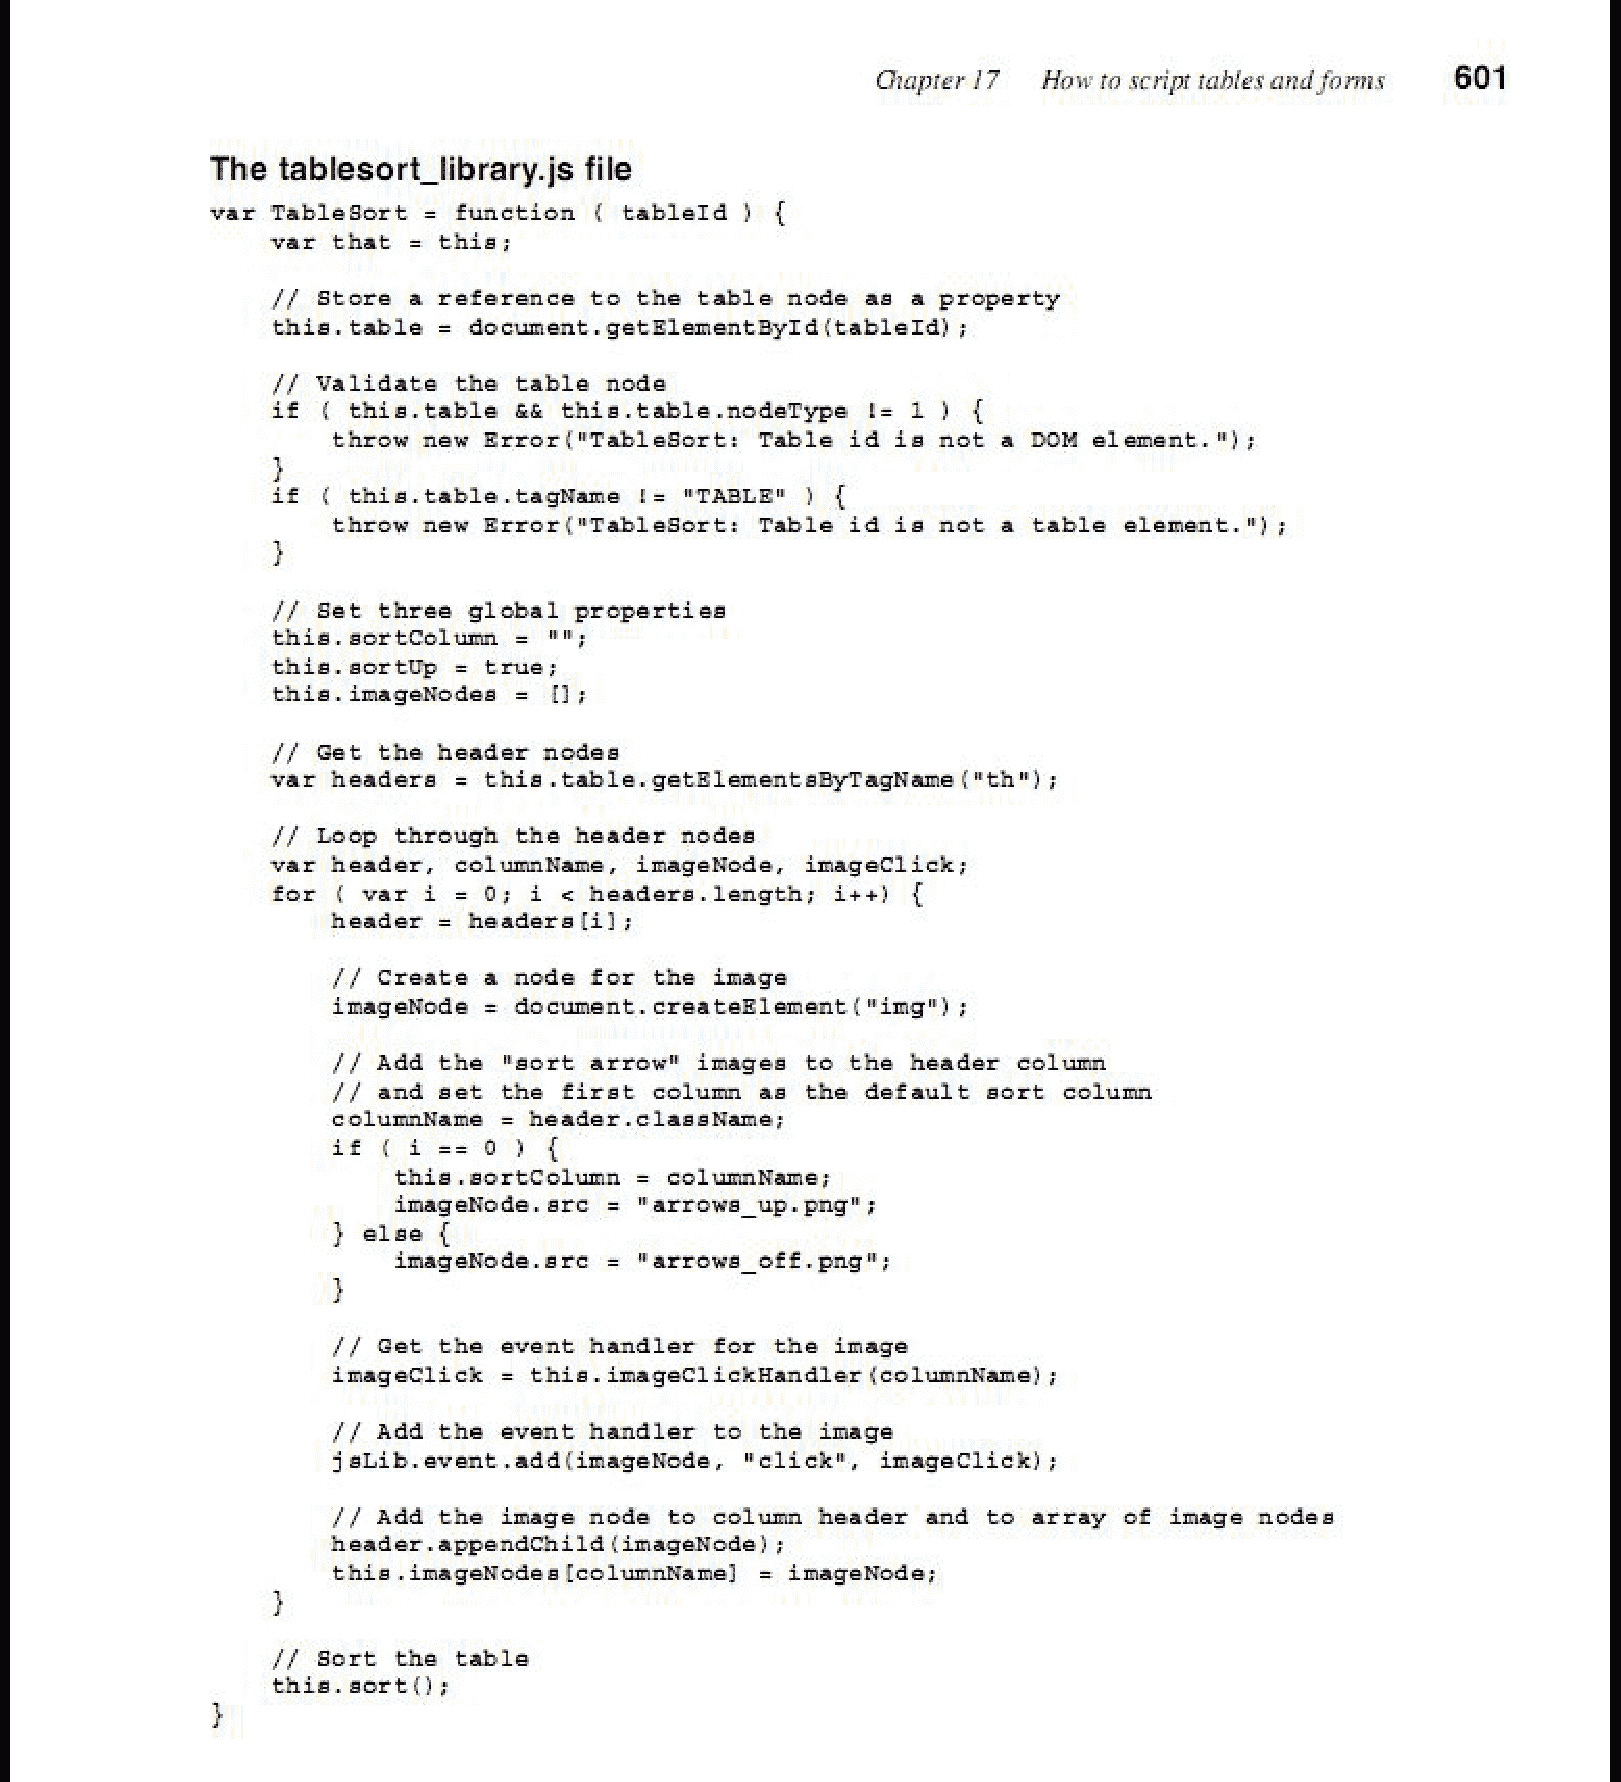 Chapter 17 How to script tables and forms 601
The tablesort_library.js file
var TableSort = function ( tableId ) {
    var that = this;

    // Store a reference to the table node as a property
    this.table = document.getElementById(tableId);

    // Validate the table node
    if ( this.table && this.table.nodeType != 1 ) {
        throw new Error("TableSort: Table id is not a DOM element.");
    }
    if ( this.table.tagName != "TABLE" ) {
        throw new Error("TableSort: Table id is not a table element.");
    }

    // Set three global properties
    this.sortColumn = "";
    this.sortUp = true;
    this.imageNodes = [];

    // Get the header nodes
    var headers = this.table.getElementsByTagName("th");

    // Loop through the header nodes
    var header, columnName, imageNode, imageClick;
    for ( var i = 0; i < headers.length; i++) {
        header = headers[i];

        // Create a node for the image
        imageNode = document.createElement("img");

        // Add the "sort arrow" images to the header column
        // and set the first column as the default sort column
        columnName = header.className;
        if ( i == 0 ) {
            this.sortColumn = columnName;
            imageNode.src = "arrows_up.png";
        } else {
            imageNode.src = "arrows_off.png";
        }

        // Get the event handler for the image
        imageClick = this.imageClickHandler(columnName);

        // Add the event handler to the image
        jsLib.event.add(imageNode, "click", imageClick);

        // Add the image node to column header and to array of image nodes
        header.appendChild(imageNode);
        this.imageNodes[columnName] = imageNode;
    }

    // Sort the table
    this.sort();
}